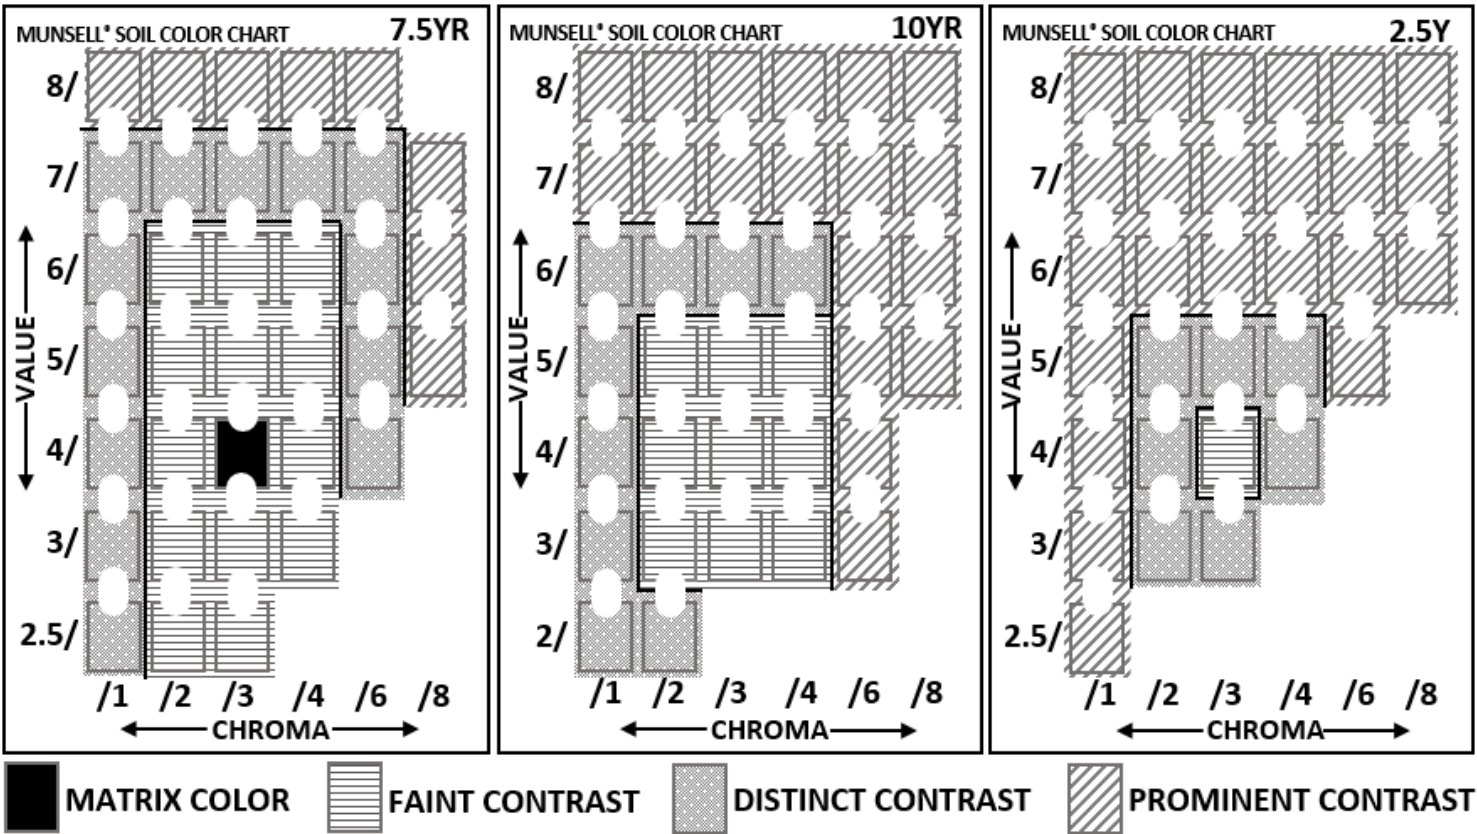 MUNSELL® SOIL COLOR CHART 7.5YR
8/
7/
6/
5/
4/
3/
2.5/
VALUE
/1 /2 /3 /4 /6 /8
CHROMA
MUNSELL® SOIL COLOR CHART 10YR
8/
7/
6/
5/
4/
3/
2/
VALUE
/1 /2 /3 /4 /6 /8
CHROMA
MUNSELL® SOIL COLOR CHART 2.5Y
8/
7/
6/
5/
4/
3/
2.5/
VALUE
/1 /2 /3 /4 /6 /8
CHROMA
MATRIX COLOR FAINT CONTRAST DISTINCT CONTRAST PROMINENT CONTRAST